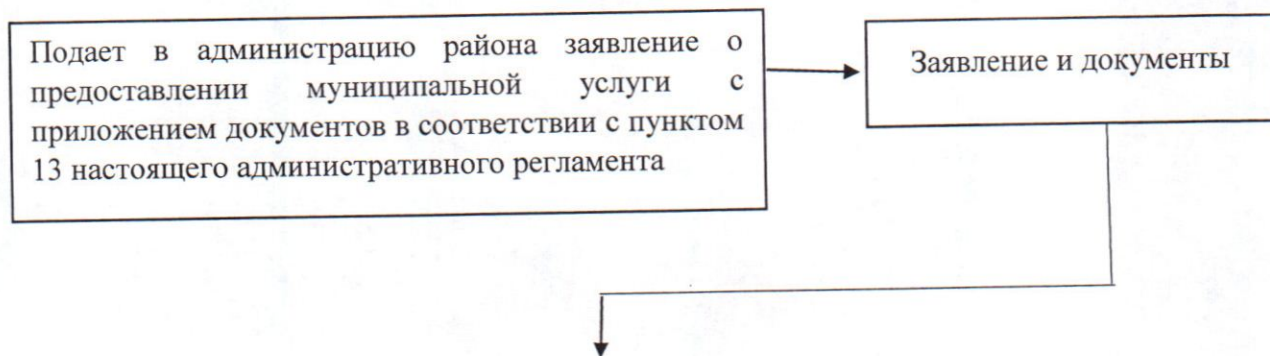 Подает в администрацию района заявление о
предоставлении муниципальной услуги с
приложением документов в соответствии с пунктом
13 настоящего административного регламента
Заявление и документы